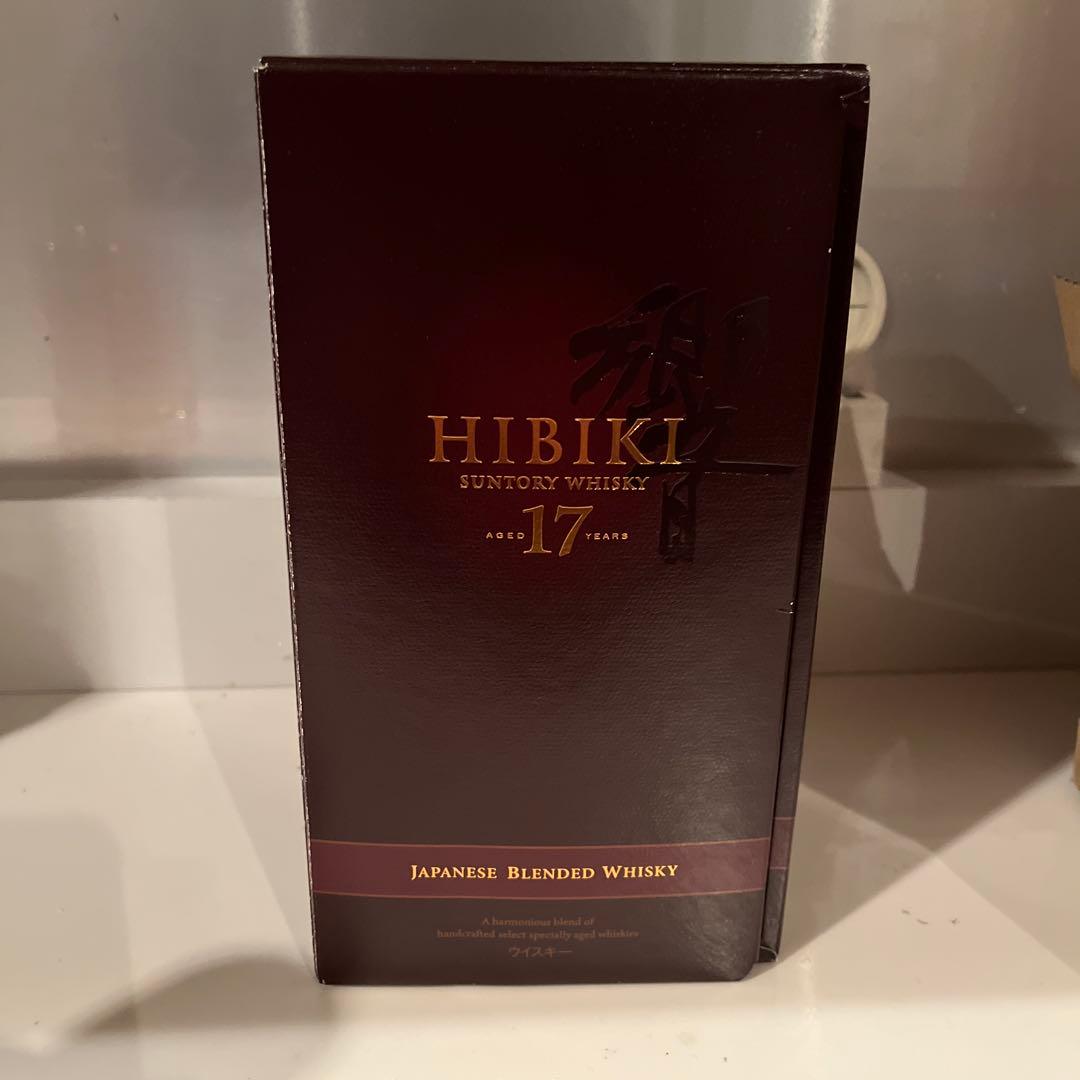 響
HIBIKI
SUNTORY WHISKY
AGED 17 YEARS
JAPANESE BLENDED WHISKY
A harmonious blend of
handcrafted select specially aged whiskies
ウイスキー